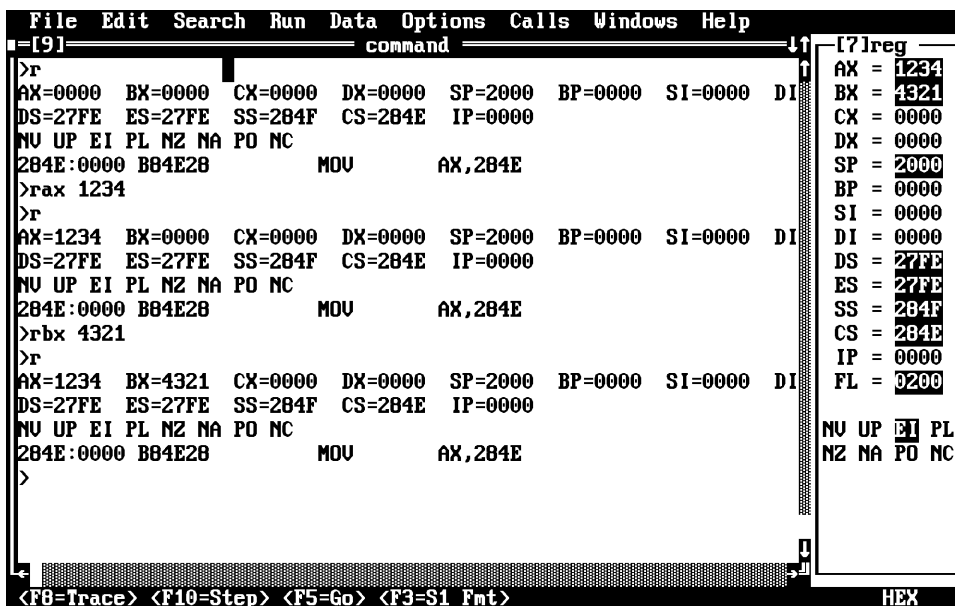 File Edit Search Run Data Options Calls Windows Help
[9] command
>r
AX=0000 BX=0000 CX=0000 DX=0000 SP=2000 BP=0000 SI=0000 DI
DS=27FE ES=27FE SS=284F CS=284E IP=0000
NV UP EI PL NZ NA PO NC
284E:0000 B84E28 MOV AX,284E
>rax 1234
>r
AX=1234 BX=0000 CX=0000 DX=0000 SP=2000 BP=0000 SI=0000 DI
DS=27FE ES=27FE SS=284F CS=284E IP=0000
NV UP EI PL NZ NA PO NC
284E:0000 B84E28 MOV AX,284E
>rbx 4321
>r
AX=1234 BX=4321 CX=0000 DX=0000 SP=2000 BP=0000 SI=0000 DI
DS=27FE ES=27FE SS=284F CS=284E IP=0000
NV UP EI PL NZ NA PO NC
284E:0000 B84E28 MOV AX,284E
>
[7]reg
AX = 1234
BX = 4321
CX = 0000
DX = 0000
SP = 2000
BP = 0000
SI = 0000
DI = 0000
DS = 27FE
ES = 27FE
SS = 284F
CS = 284E
IP = 0000
FL = 0200
NV UP EI PL
NZ NA PO NC
<F8=Trace> <F10=Step> <F5=Go> <F3=S1 Fmt> HEX